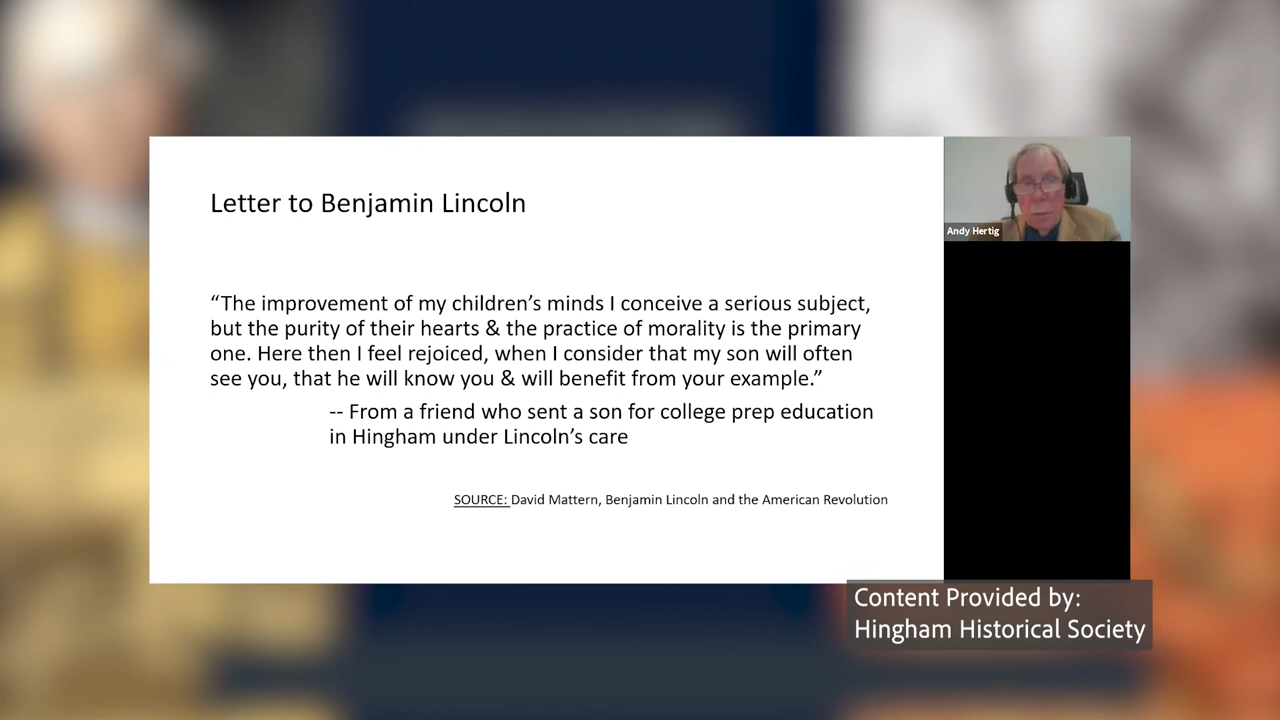 Letter to Benjamin Lincoln
“The improvement of my children’s minds I conceive a serious subject,
but the purity of their hearts & the practice of morality is the primary
one. Here then I feel rejoiced, when I consider that my son will often
see you, that he will know you & will benefit from your example.”
-- From a friend who sent a son for college prep education
in Hingham under Lincoln’s care
SOURCE: David Mattern, Benjamin Lincoln and the American Revolution
Andy Hertig
Content Provided by:
Hingham Historical Society